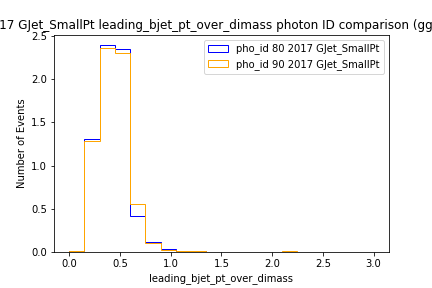 17 GJet_SmallPt leading_bjet_pt_over_dimass photon ID comparison (gg
pho_id 80 2017 GJet_SmallPt
pho_id 90 2017 GJet_SmallPt
Number of Events
2.5
2.0
1.5
1.0
0.5
0.0
0.0 0.5 1.0 1.5 2.0 2.5 3.0
leading_bjet_pt_over_dimass